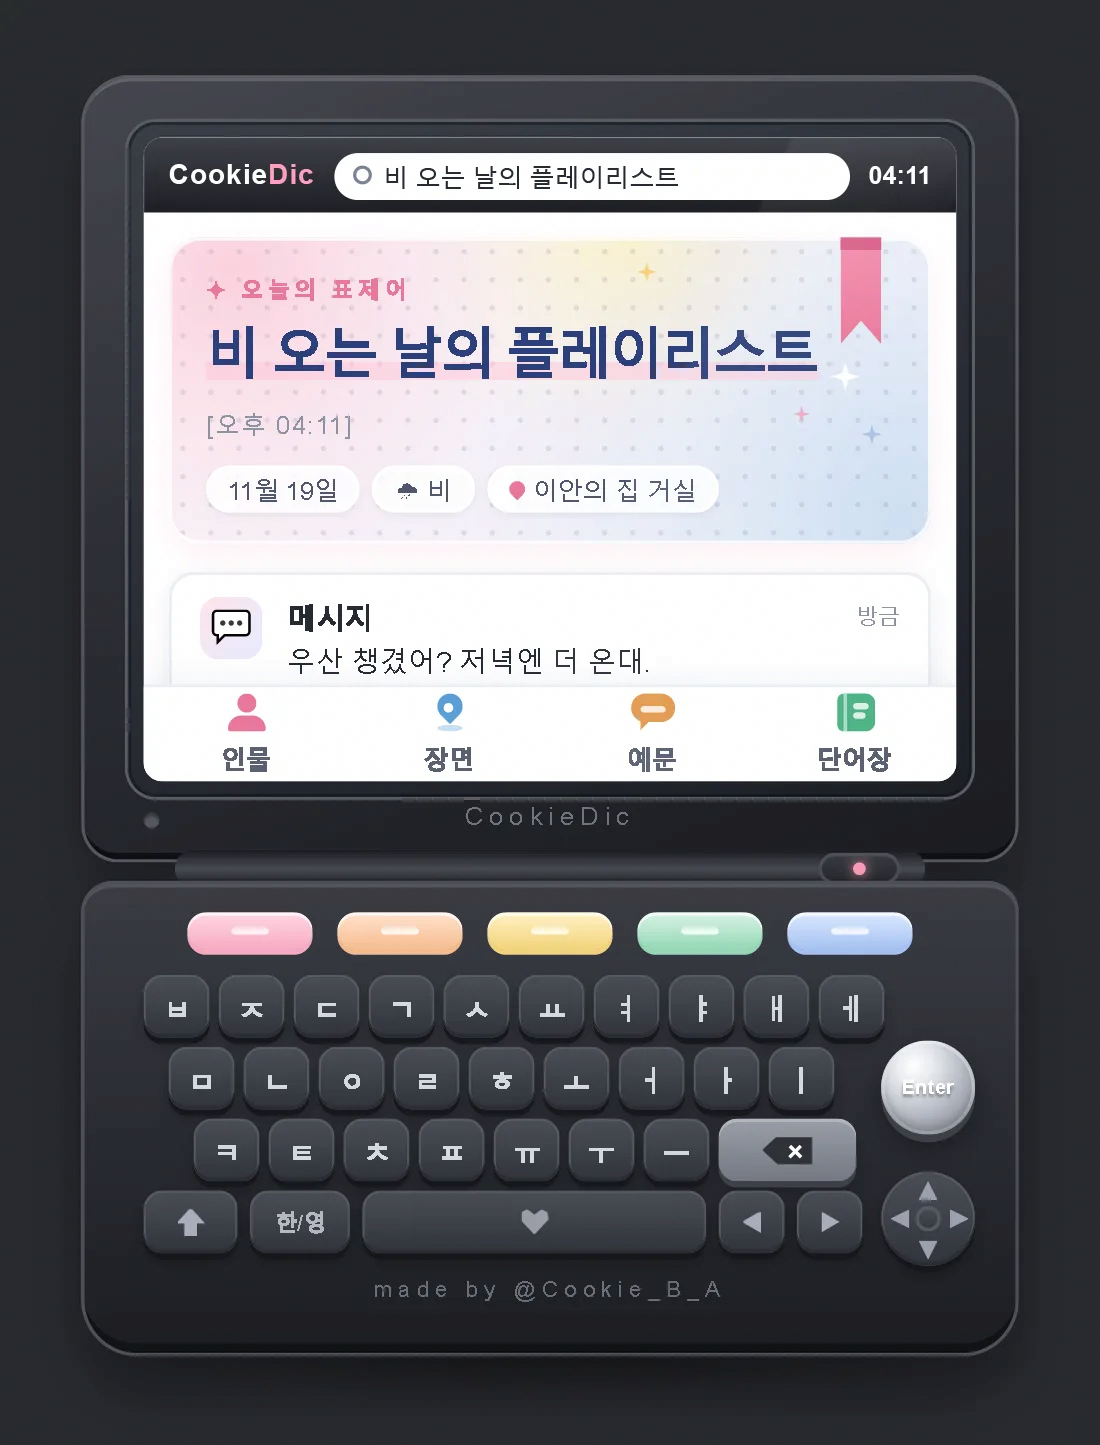 CookieDic 비 오는 날의 플레이리스트 04:11
오늘의 표제어
비 오는 날의 플레이리스트
[오후 04:11]
11월 19일 비 이안의 집 거실
메시지 방금
우산 챙겼어? 저녁엔 더 온대.
인물 장면 예문 단어장
CookieDic
ㅂ ㅈ ㄷ ㄱ ㅅ ㅛ ㅕ ㅑ ㅐ ㅔ
ㅁ ㄴ ㅇ ㄹ ㅎ ㅗ ㅓ ㅏ ㅣ
Enter
ㅋ ㅌ ㅊ ㅍ ㅠ ㅜ ㅡ
한/영
made by @Cookie_B_A